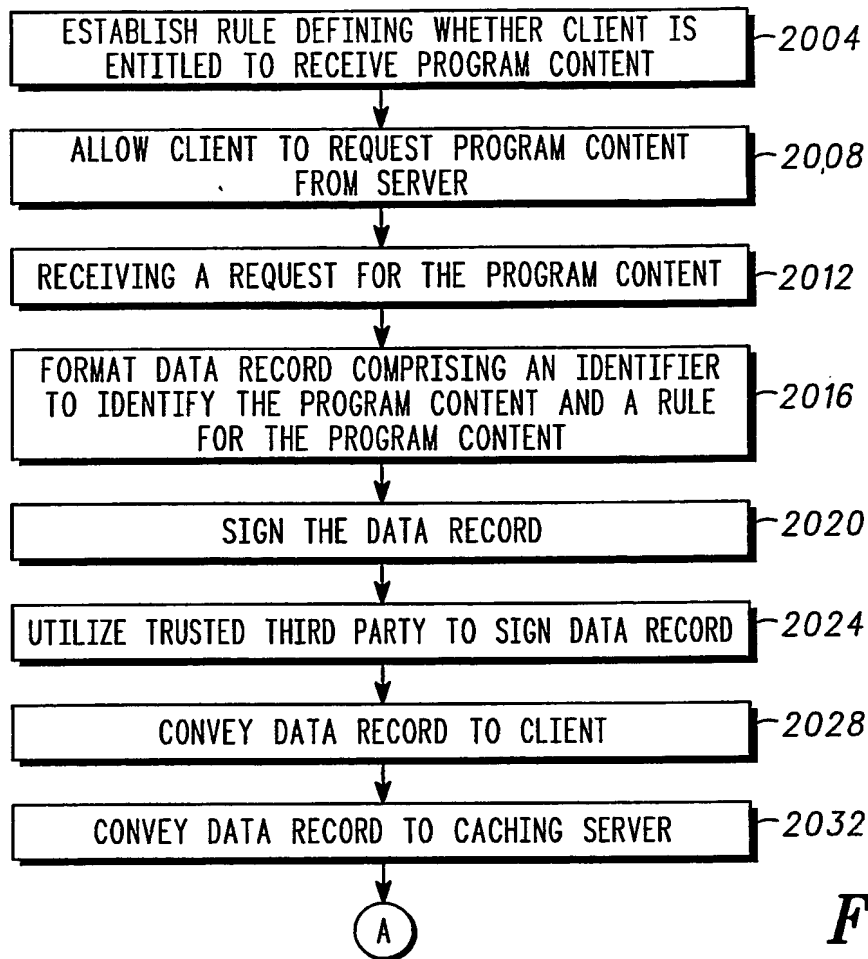 ESTABLISH RULE DEFINING WHETHER CLIENT IS
ENTITLED TO RECEIVE PROGRAM CONTENT
2004
ALLOW CLIENT TO REQUEST PROGRAM CONTENT
FROM SERVER
20,08
RECEIVING A REQUEST FOR THE PROGRAM CONTENT
2012
FORMAT DATA RECORD COMPRISING AN IDENTIFIER
TO IDENTIFY THE PROGRAM CONTENT AND A RULE
FOR THE PROGRAM CONTENT
2016
SIGN THE DATA RECORD
2020
UTILIZE TRUSTED THIRD PARTY TO SIGN DATA RECORD
2024
CONVEY DATA RECORD TO CLIENT
2028
CONVEY DATA RECORD TO CACHING SERVER
2032
A
F